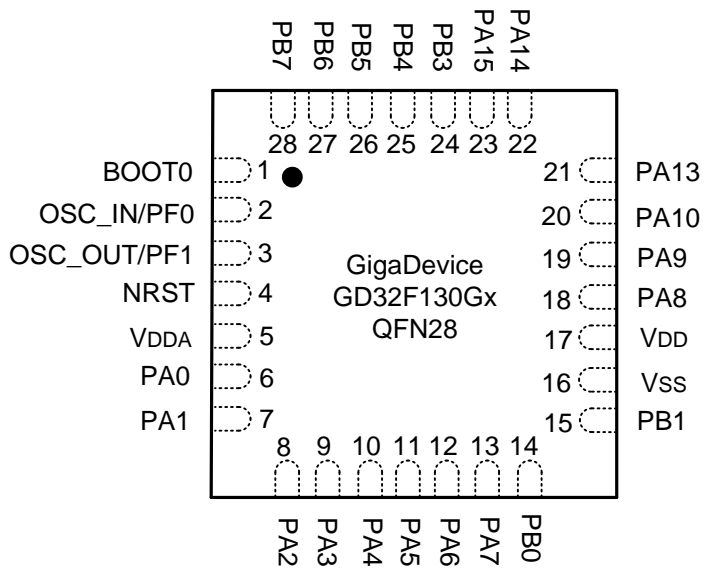 PB7 PB6 PB5 PB4 PB3 PA15 PA14
28 27 26 25 24 23 22
BOOT0 1 21 PA13
OSC_IN/PF0 2 20 PA10
OSC_OUT/PF1 3 19 PA9
NRST 4 18 PA8
VDDA 5 17 VDD
PA0 6 16 VSS
PA1 7 15 PB1
GigaDevice
GD32F130Gx
QFN28
8 9 10 11 12 13 14
PA2 PA3 PA4 PA5 PA6 PA7 PB0